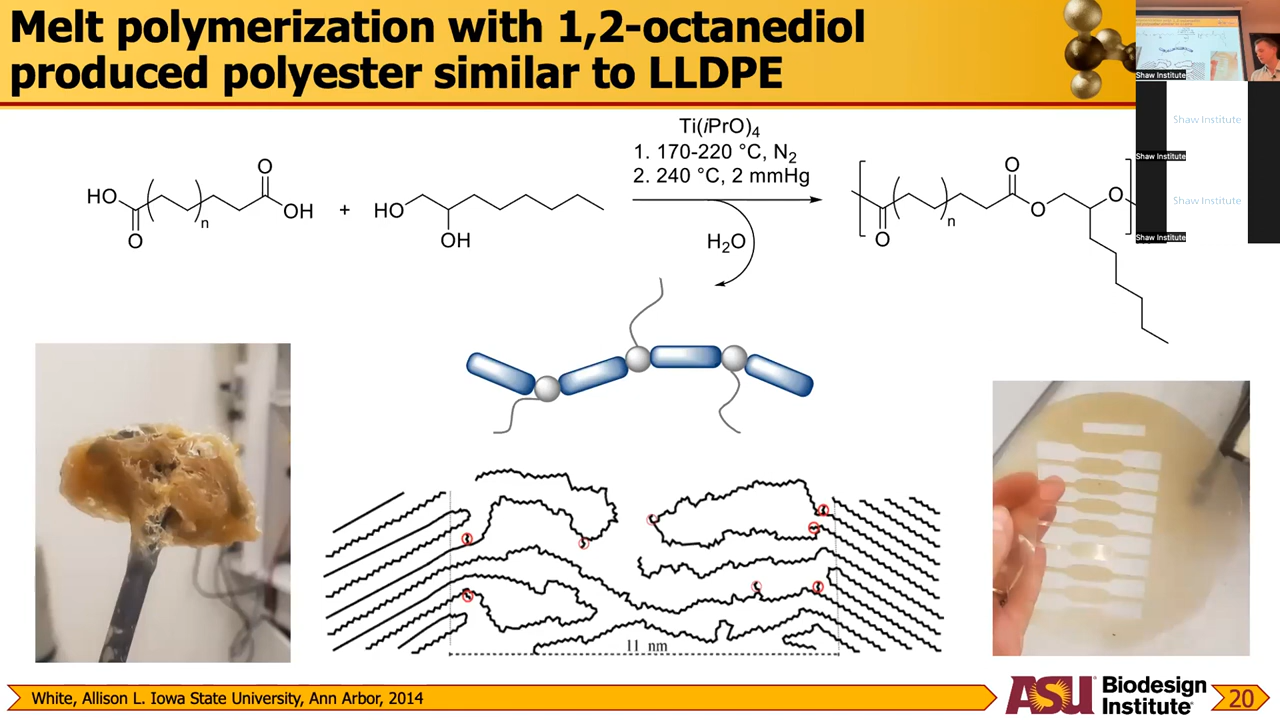 Melt polymerization with 1,2-octanediol
produced polyester similar to LLDPE
Shaw Institute
Shaw Institute
Shaw Institute
Shaw Institute
Shaw Institute
Ti(iPrO)4
1. 170-220 °C, N2
2. 240 °C, 2 mmHg
H2O
HO
O
n
O
OH
+
HO
OH
O
n
O
O
O
11 nm
White, Allison L. Iowa State University, Ann Arbor, 2014
ASU Biodesign
Institute
20